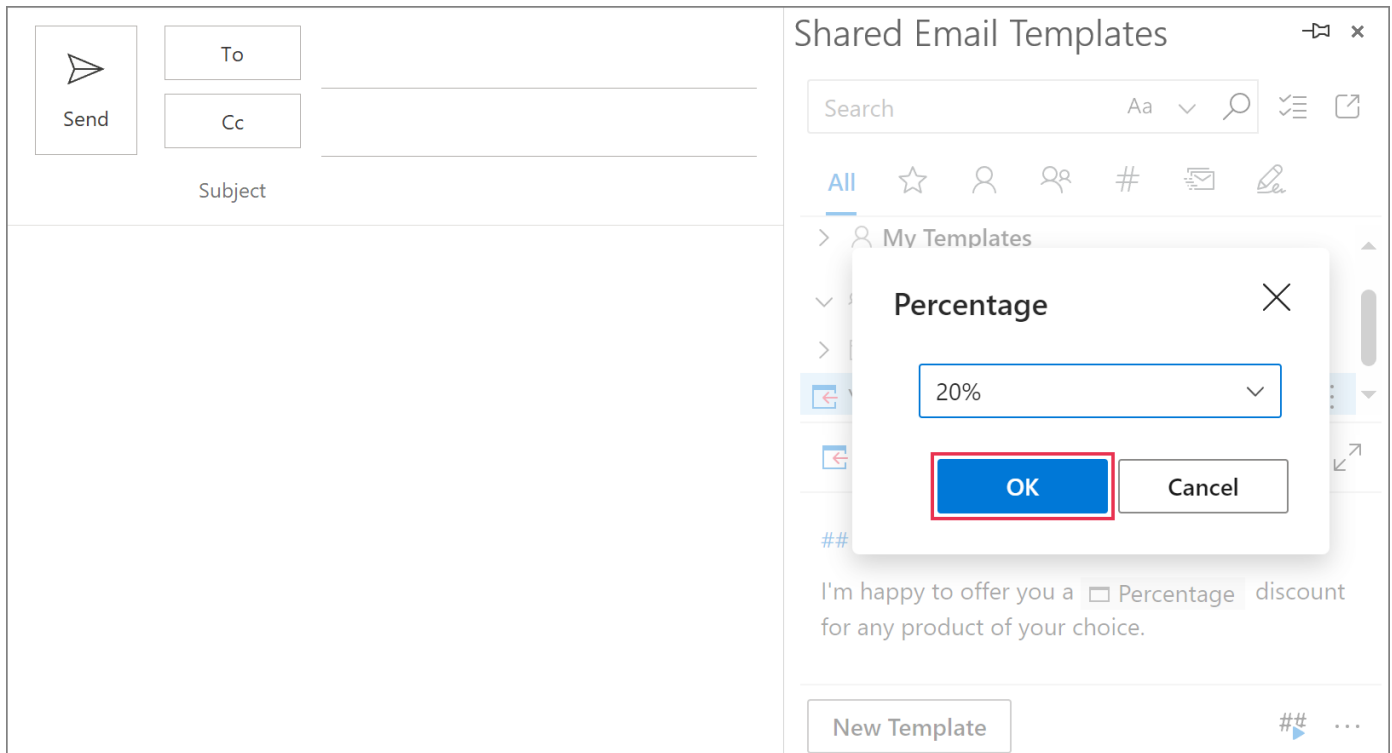 Send
To
Cc
Subject
Shared Email Templates
Search
Aa
All
#
My Templates
Percentage
20%
OK
Cancel
##
I'm happy to offer you a Percentage discount
for any product of your choice.
New Template
##